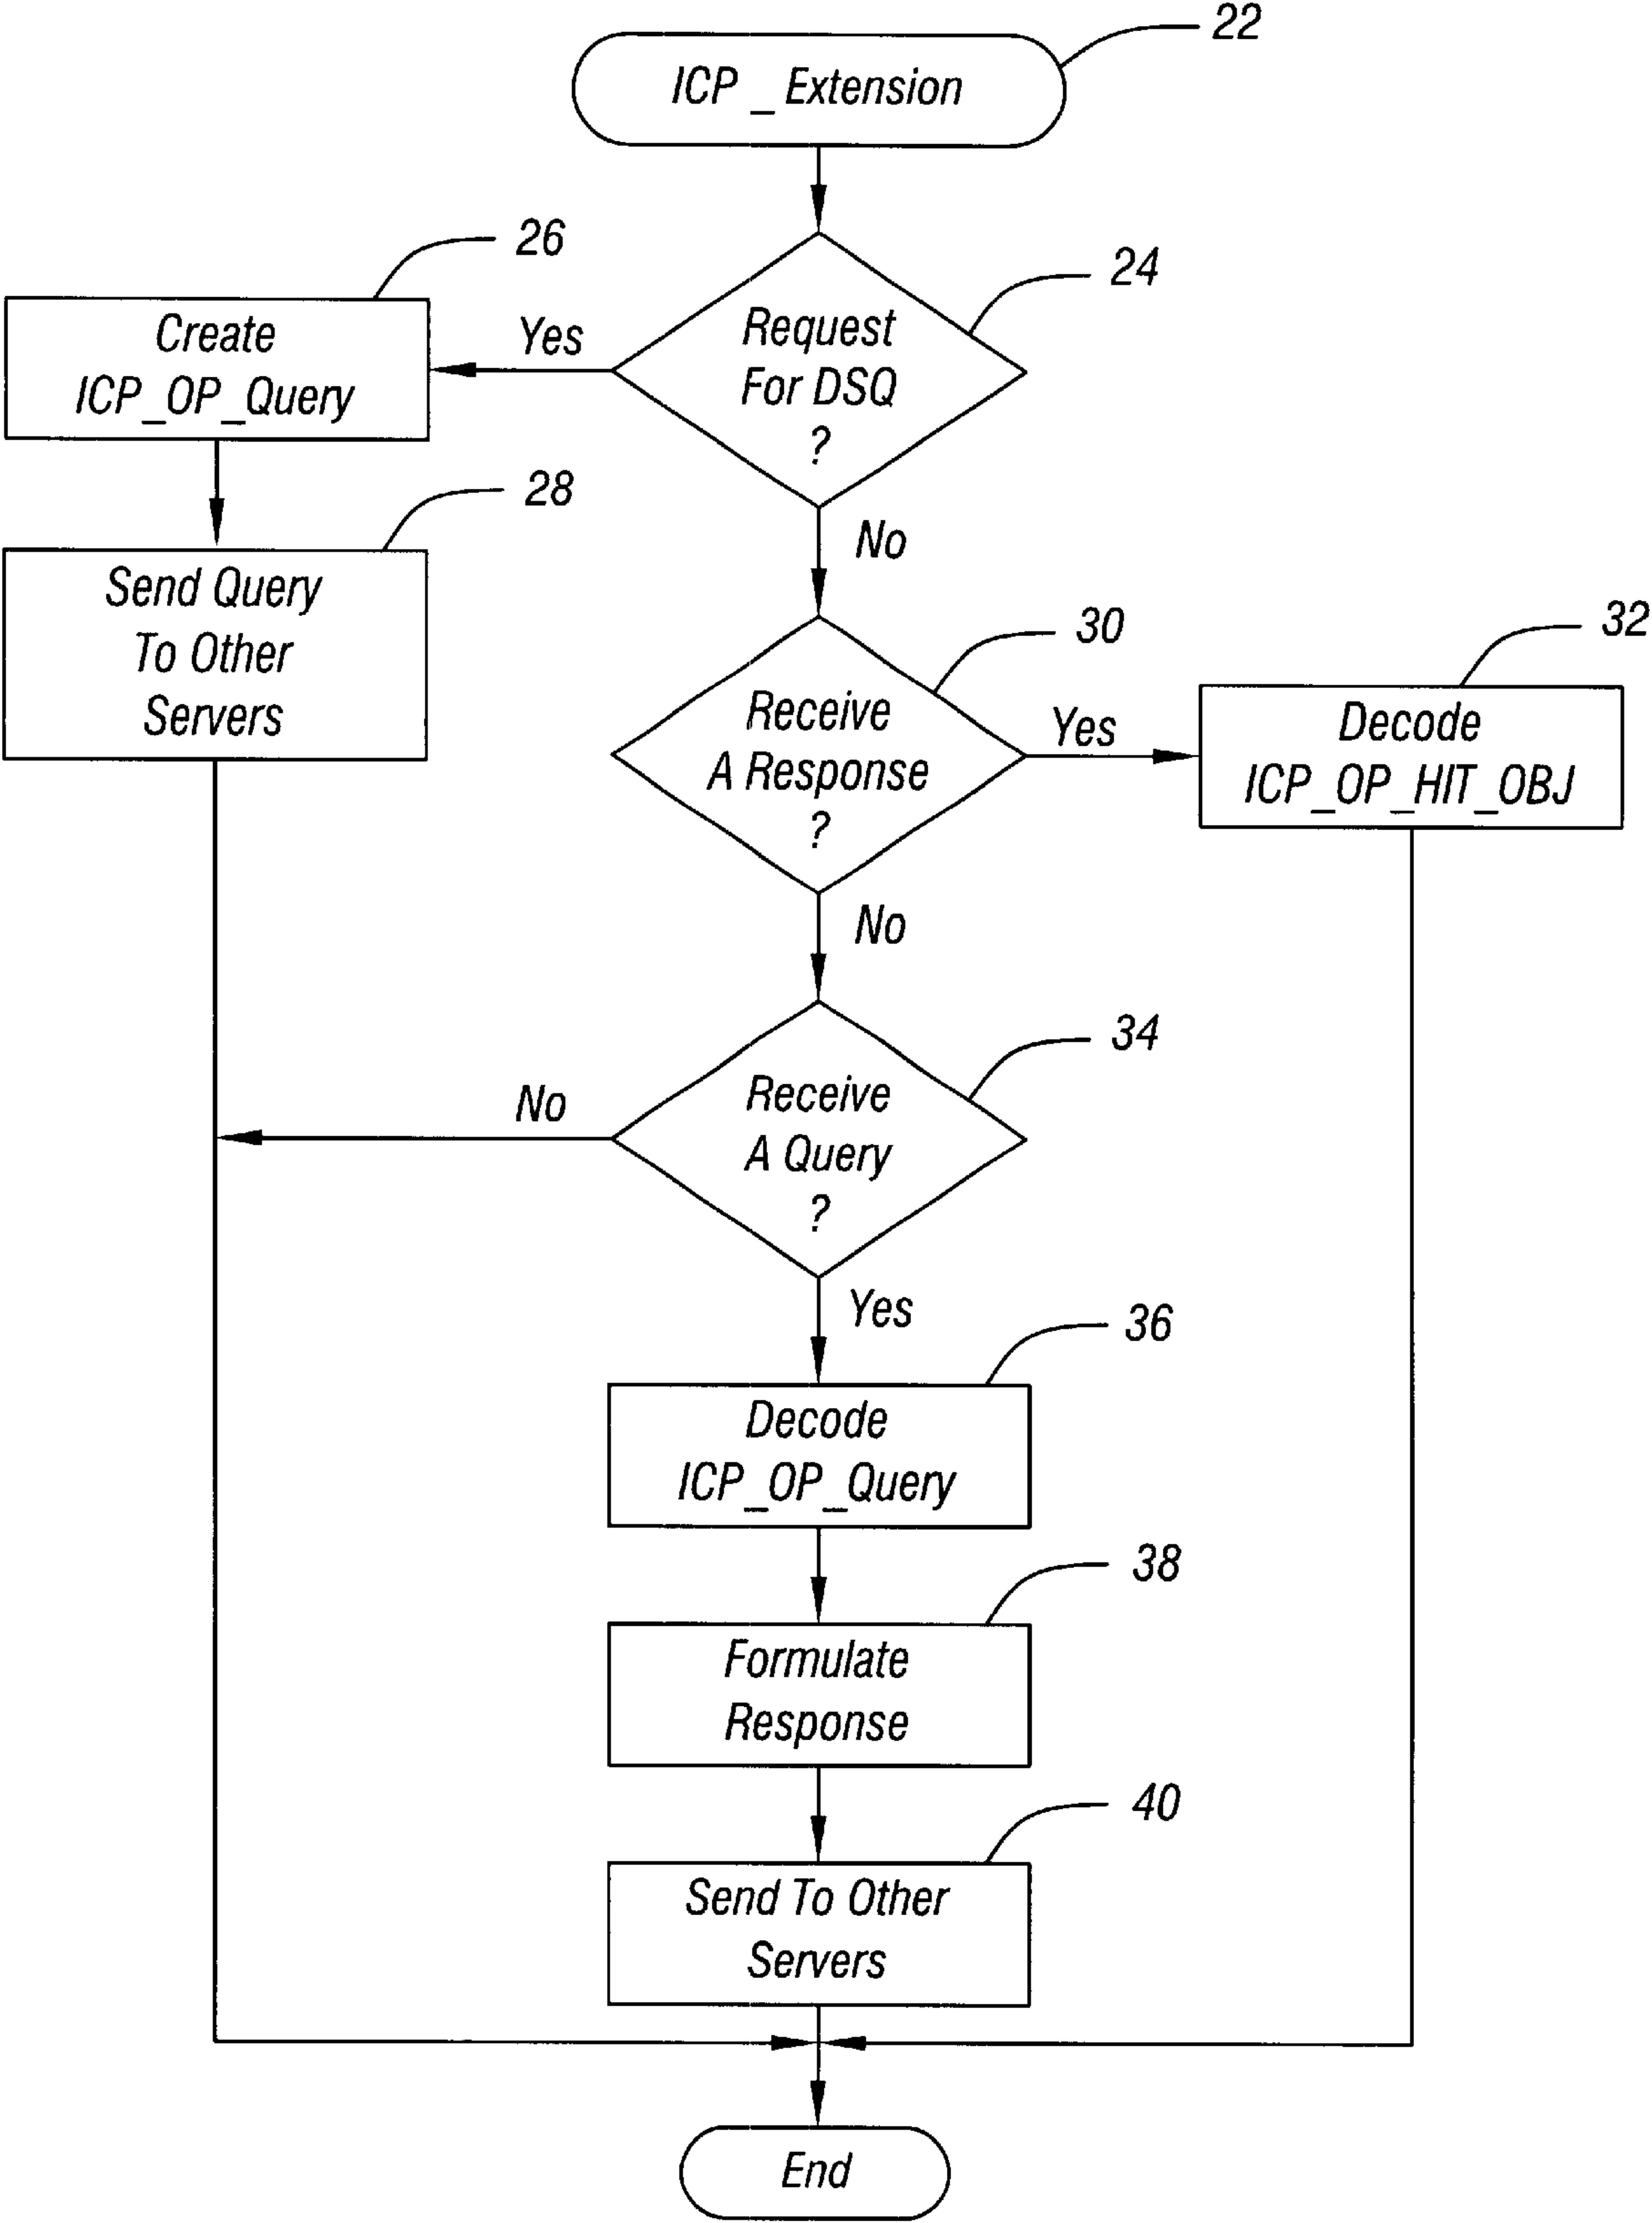 22
ICP _ Extension
26
24
Create
ICP_OP_Query
Yes
Request
For DSQ
?
28
No
Send Query
To Other
Servers
30
32
Receive
A Response
?
Yes
Decode
ICP_OP_HIT_OBJ
No
34
No
Receive
A Query
?
Yes
36
Decode
ICP_OP_Query
38
Formulate
Response
40
Send To Other
Servers
End